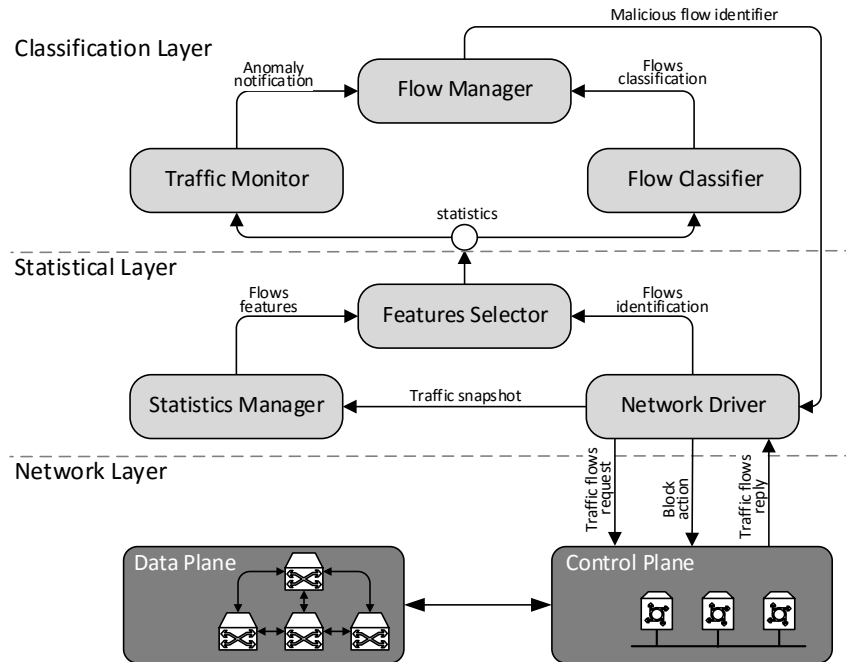 Malicious flow identifier
Classification Layer
Anomaly
notification
Flow Manager
Flows
classification
Traffic Monitor
Flow Classifier
statistics
Statistical Layer
Flows
features
Features Selector
Flows
identification
Statistics Manager
Traffic snapshot
Network Driver
Network Layer
Traffic flows
request
Block
action
Traffic flows
reply
Data Plane
Control Plane